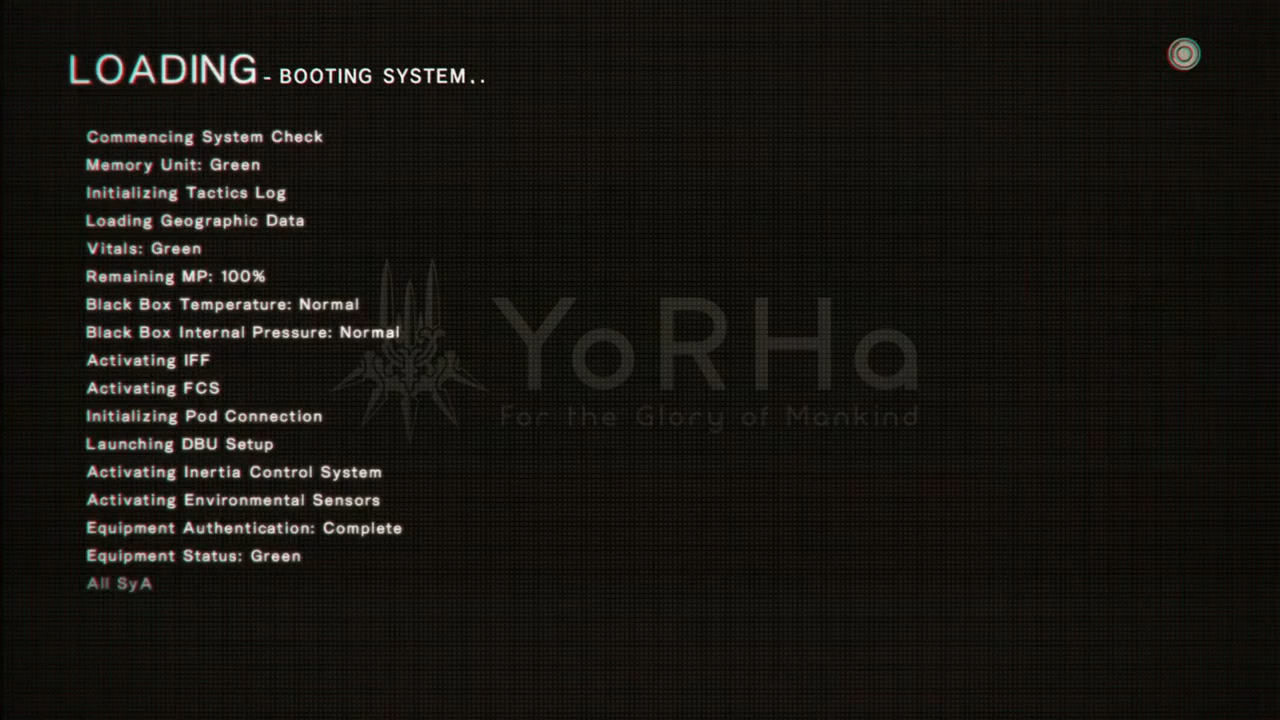 LOADING - BOOTING SYSTEM..
Commencing System Check
Memory Unit: Green
Initializing Tactics Log
Loading Geographic Data
Vitals: Green
Remaining MP: 100%
Black Box Temperature: Normal
Black Box Internal Pressure: Normal
Activating IFF
Activating FCS
Initializing Pod Connection
Launching DBU Setup
Activating Inertia Control System
Activating Environmental Sensors
Equipment Authentication: Complete
Equipment Status: Green
All SyA
YoRHa
For the Glory of Mankind